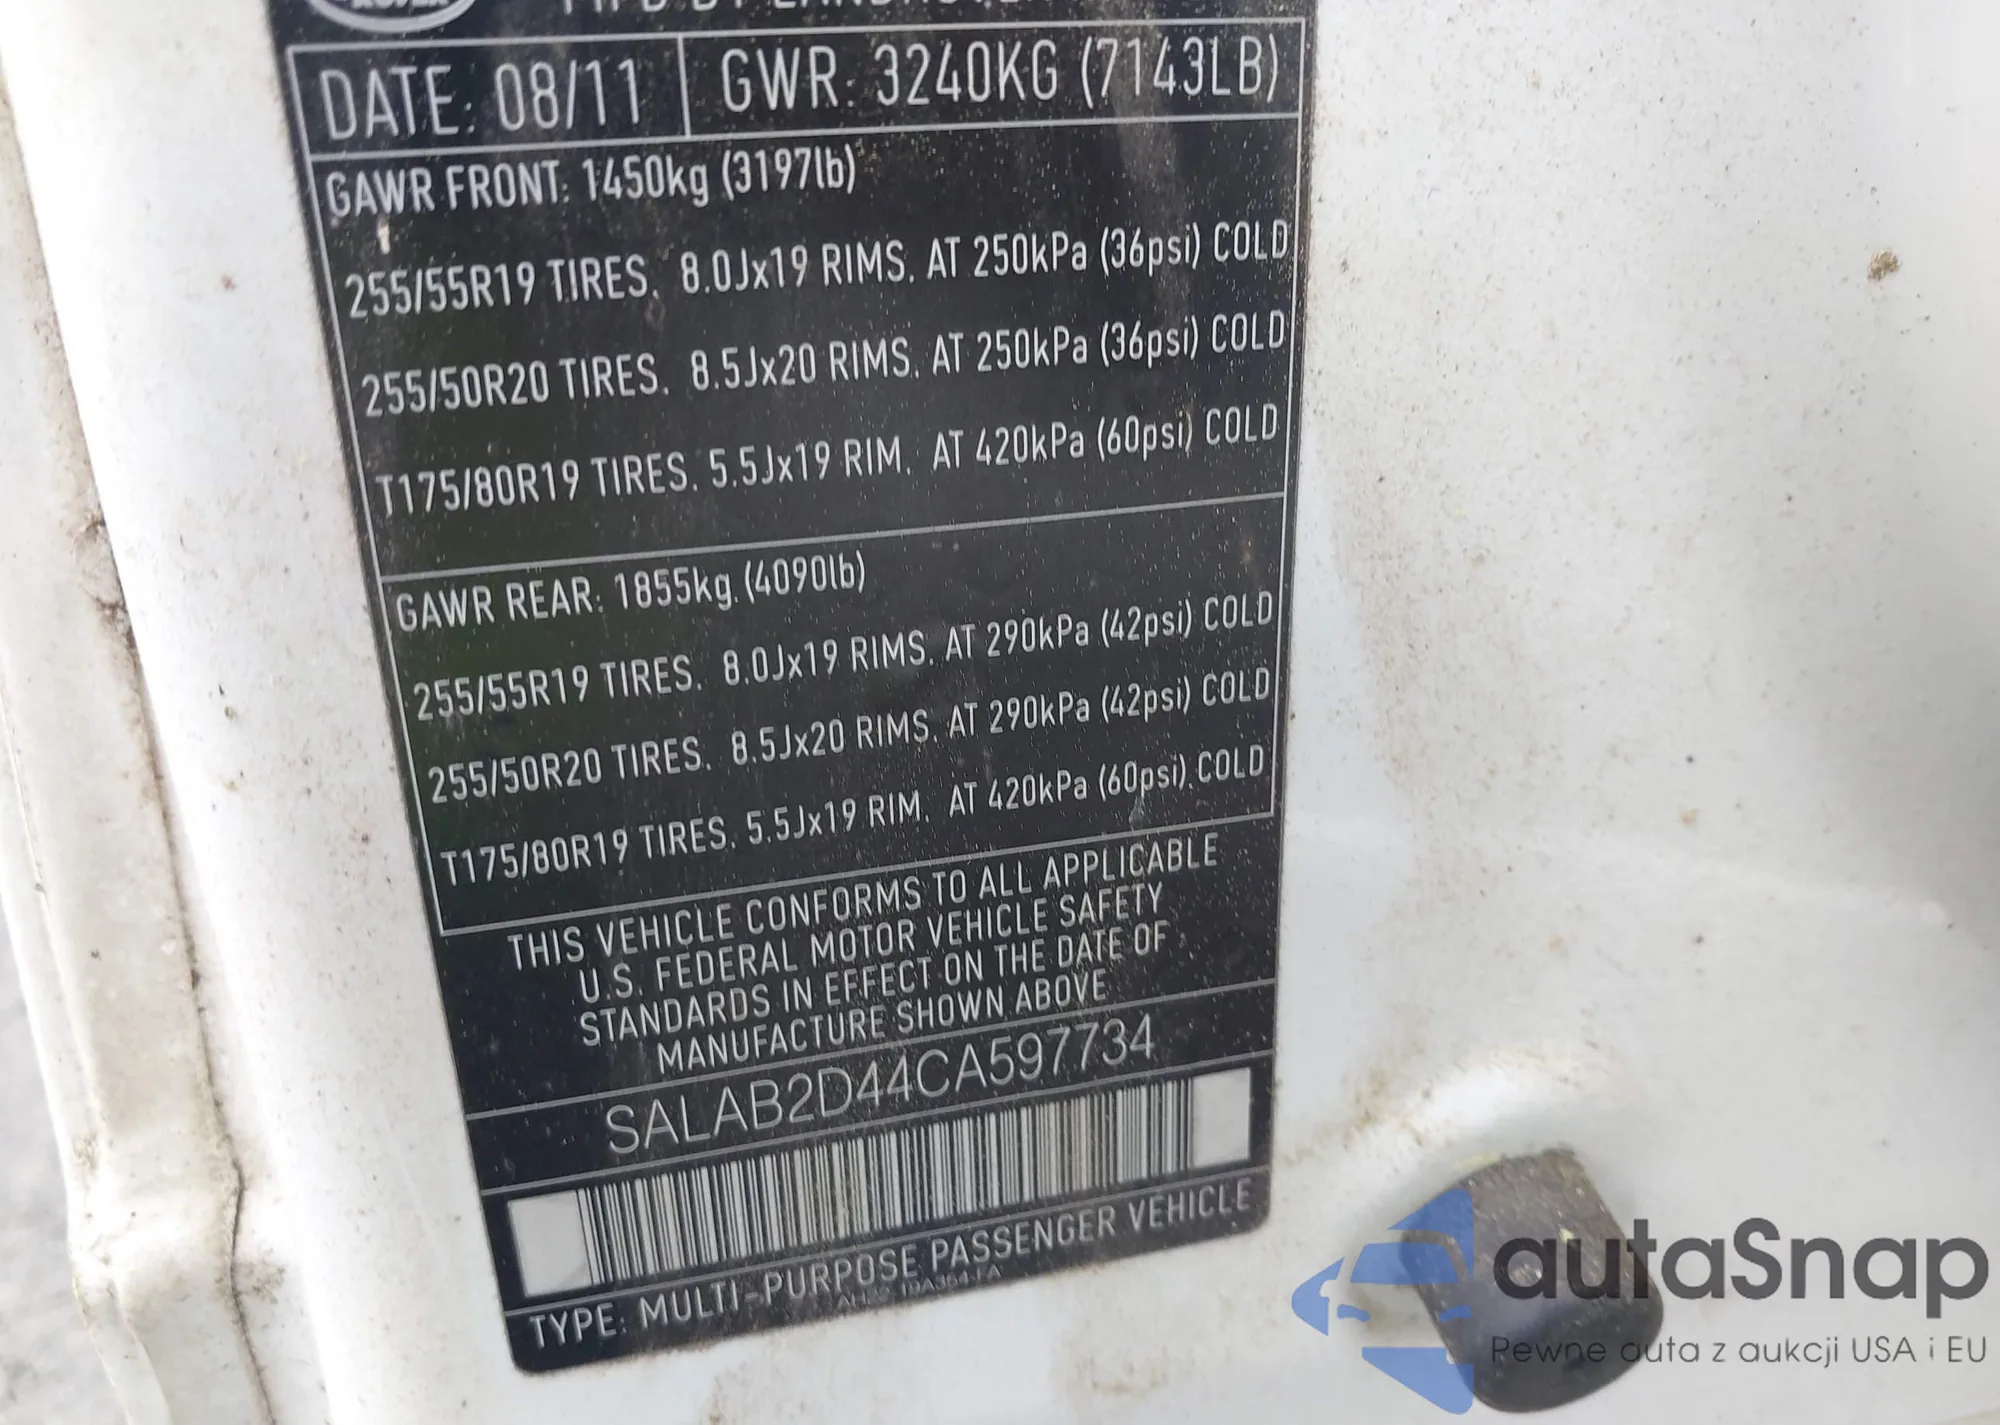 ROVER
MFD BY LANDROVER
DATE: 08/11 GWR: 3240KG (7143LB)
GAWR FRONT: 1450kg (3197lb)
255/55R19 TIRES. 8.0Jx19 RIMS. AT 250kPa (36psi) COLD
255/50R20 TIRES. 8.5Jx20 RIMS. AT 250kPa (36psi) COLD
T175/80R19 TIRES. 5.5Jx19 RIM. AT 420kPa (60psi) COLD
GAWR REAR: 1855kg (4090lb)
255/55R19 TIRES. 8.0Jx19 RIMS. AT 290kPa (42psi) COLD
255/50R20 TIRES. 8.5Jx20 RIMS. AT 290kPa (42psi) COLD
T175/80R19 TIRES. 5.5Jx19 RIM. AT 420kPa (60psi) COLD
THIS VEHICLE CONFORMS TO ALL APPLICABLE
U.S. FEDERAL MOTOR VEHICLE SAFETY
STANDARDS IN EFFECT ON THE DATE OF
MANUFACTURE SHOWN ABOVE
SALAB2D44CA597734
TYPE: MULTI-PURPOSE PASSENGER VEHICLE
autaSnap
Pewne auta z aukcji USA i EU